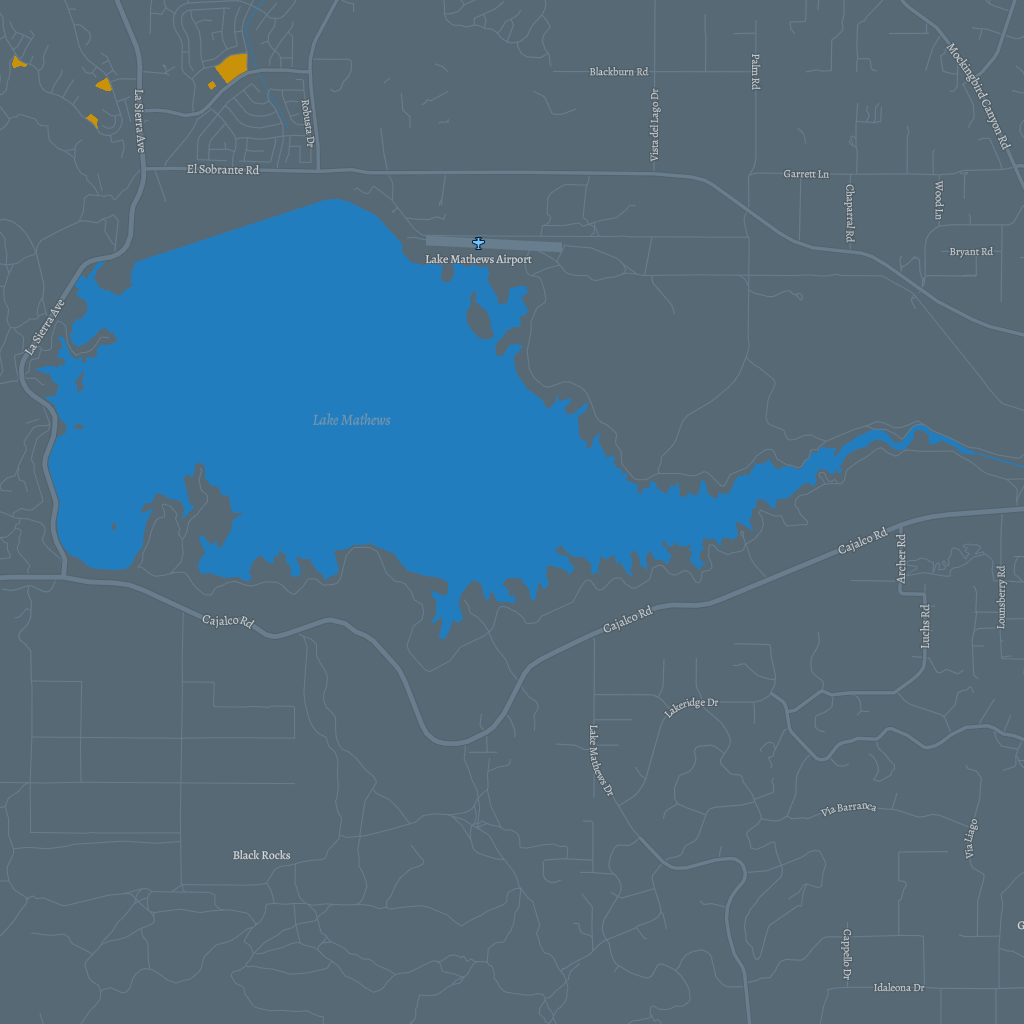 Blackburn Rd
Palm Rd
Mockingbird Canyon Rd
La Sierra Ave
Robusta Dr
Vista del Lago Dr
El Sobrante Rd
Garrett Ln
Chaparral Rd
Wood Ln
Bryant Rd
Lake Mathews Airport
La Sierra Ave
Lake Mathews
Cajalco Rd
Archer Rd
Lounsberry Rd
Cajalco Rd
Cajalco Rd
Luchs Rd
Lakeridge Dr
Lake Mathews Dr
Via Barranca
Via Liago
Black Rocks
G
Cappello Dr
Idaleona Dr